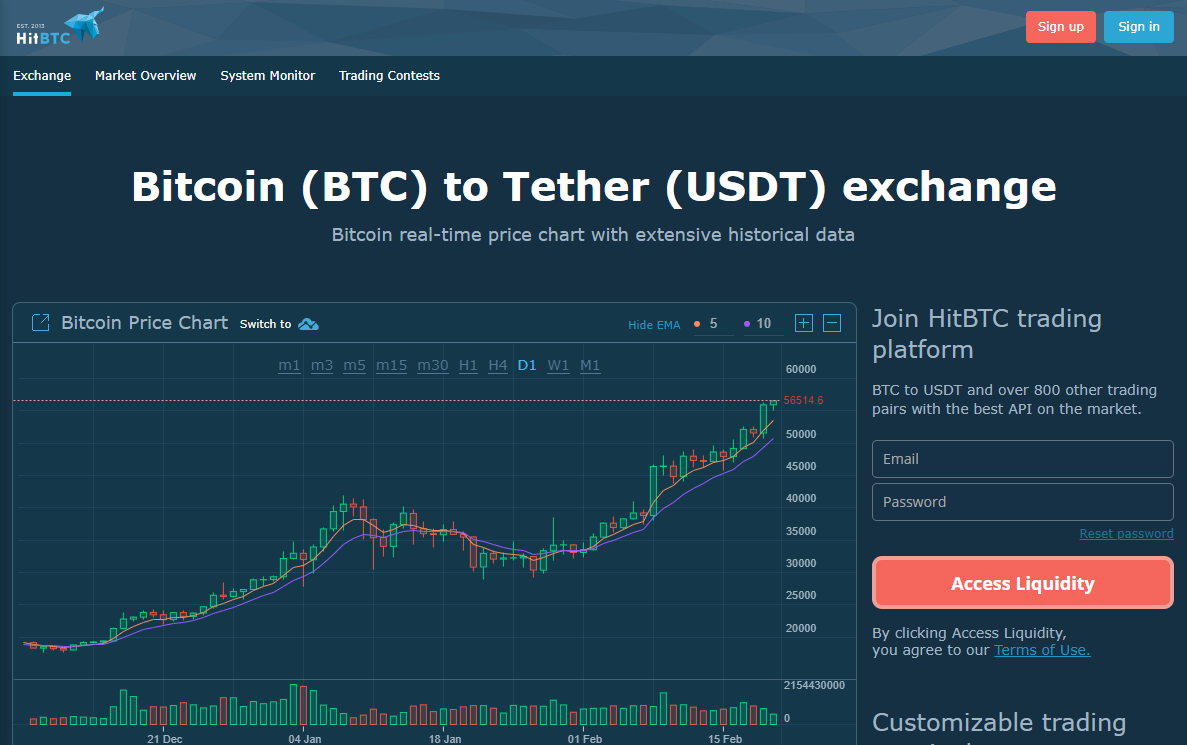 EST. 2013
HitBTC
Sign up
Sign in
Exchange
Market Overview
System Monitor
Trading Contests
Bitcoin (BTC) to Tether (USDT) exchange
Bitcoin real-time price chart with extensive historical data
Bitcoin Price Chart
Switch to
Hide EMA
5
10
m1 m3 m5 m15 m30 H1 H4 D1 W1 M1
60000
56514.6
50000
45000
40000
35000
30000
25000
20000
2154430000
0
21 Dec
04 Jan
18 Jan
01 Feb
15 Feb
Join HitBTC trading
platform
BTC to USDT and over 800 other trading
pairs with the best API on the market.
Email
Password
Reset password
Access Liquidity
By clicking Access Liquidity,
you agree to our Terms of Use.
Customizable trading